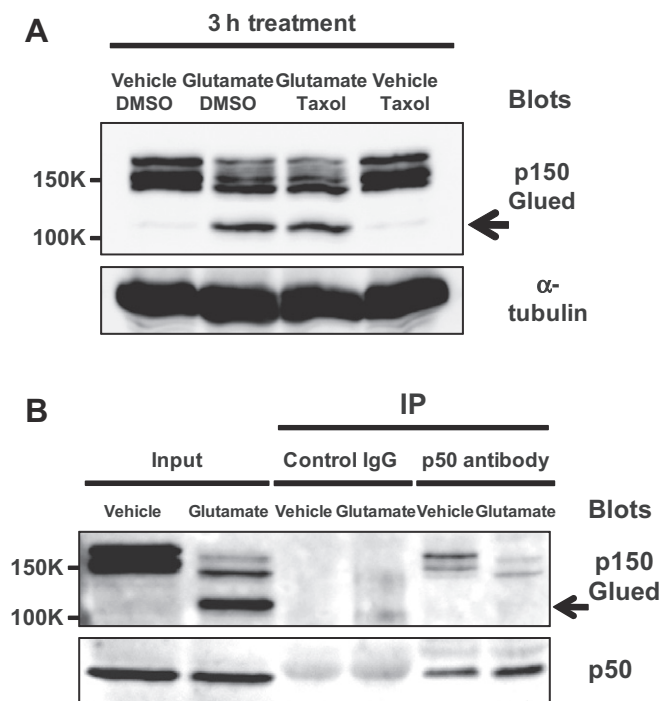 A
3 h treatment
Vehicle Glutamate Glutamate Vehicle
DMSO DMSO Taxol Taxol
Blots
150K
100K
p150
Glued
α-
tubulin
B
IP
Input Control IgG p50 antibody
Vehicle Glutamate Vehicle Glutamate Vehicle Glutamate
Blots
150K
100K
p150
Glued
p50